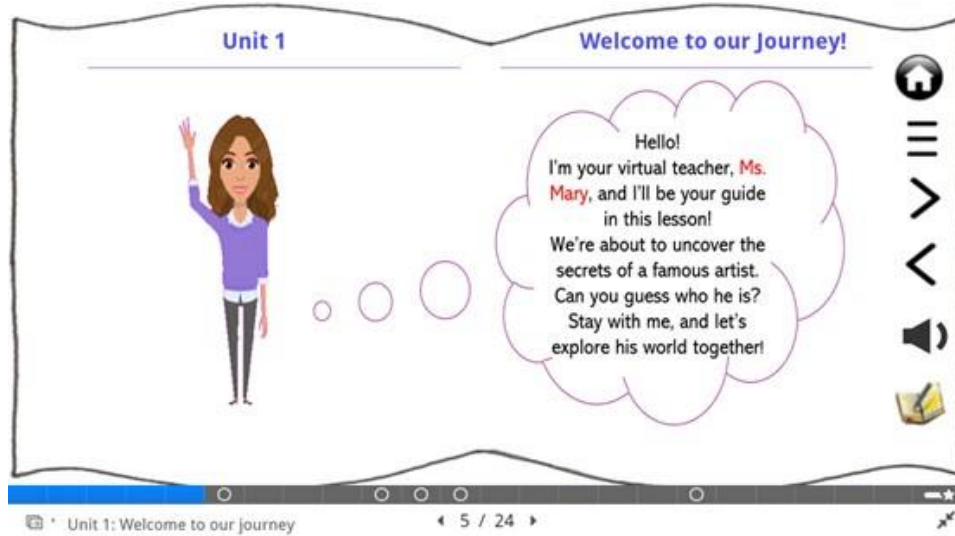 Unit 1
Welcome to our Journey!
Hello!
I'm your virtual teacher, Ms.
Mary, and I'll be your guide
in this lesson!
We're about to uncover the
secrets of a famous artist.
Can you guess who he is?
Stay with me, and let's
explore his world together!
Unit 1: Welcome to our journey
5 / 24